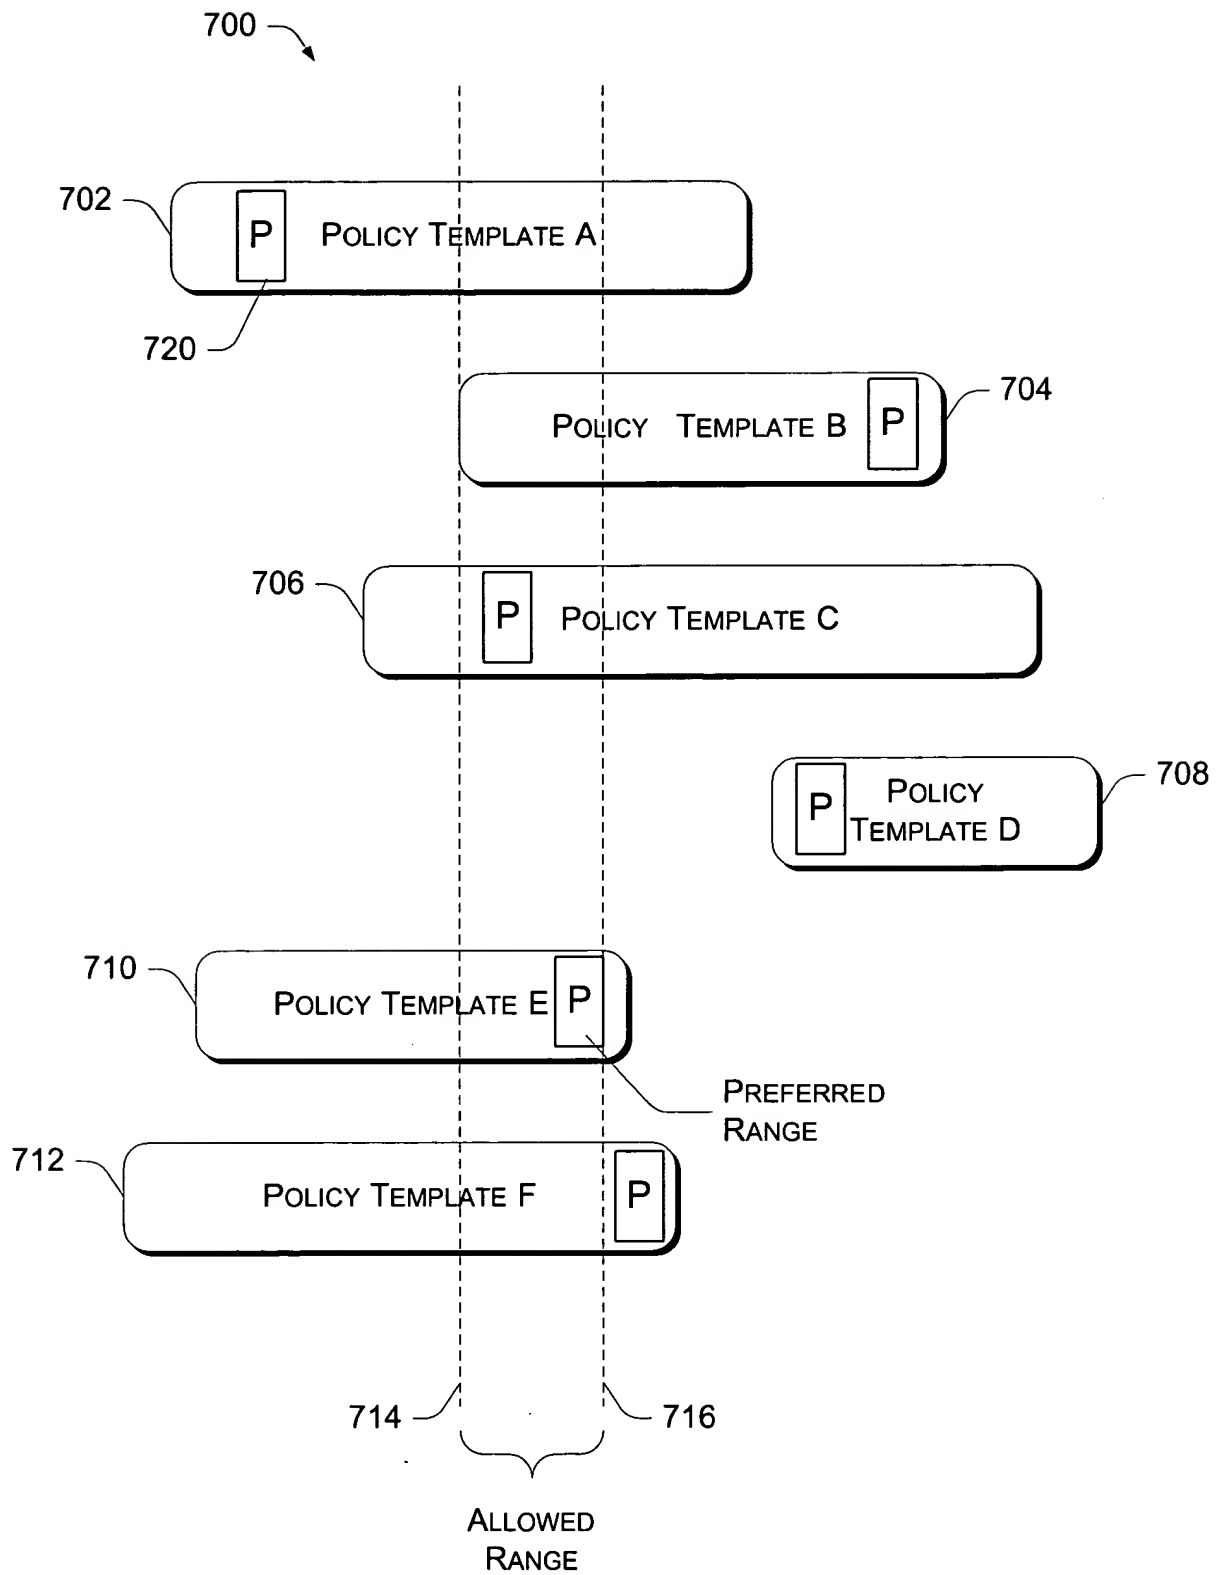 700
702
P
POLICY TEMPLATE A
720
704
POLICY TEMPLATE B
P
706
P
POLICY TEMPLATE C
708
P
POLICY
TEMPLATE D
710
POLICY TEMPLATE E
P
PREFERRED
RANGE
712
POLICY TEMPLATE F
P
714
716
ALLOWED
RANGE